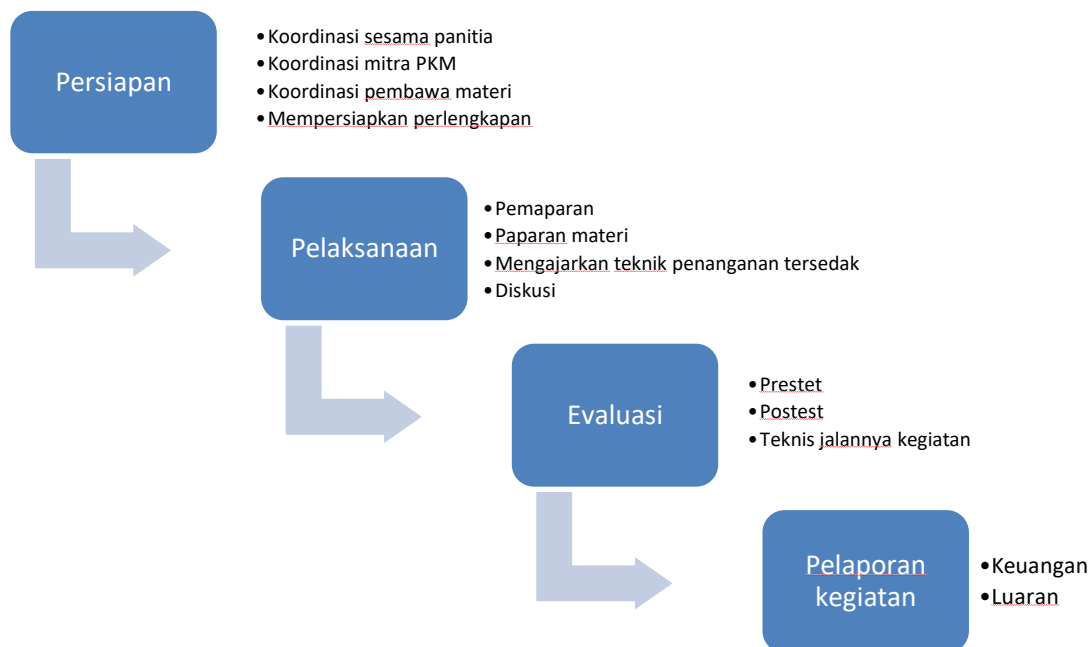 Persiapan
•Koordinasi sesama panitia
•Koordinasi mitra PKM
•Koordinasi pembawa materi
•Mempersiapkan perlengkapan
Pelaksanaan
•Pemaparan
•Paparan materi
•Mengajarkan teknik penanganan tersedak
•Diskusi
Evaluasi
•Prestet
•Postest
•Teknis jalannya kegiatan
Pelaporan
kegiatan
•Keuangan
•Luaran